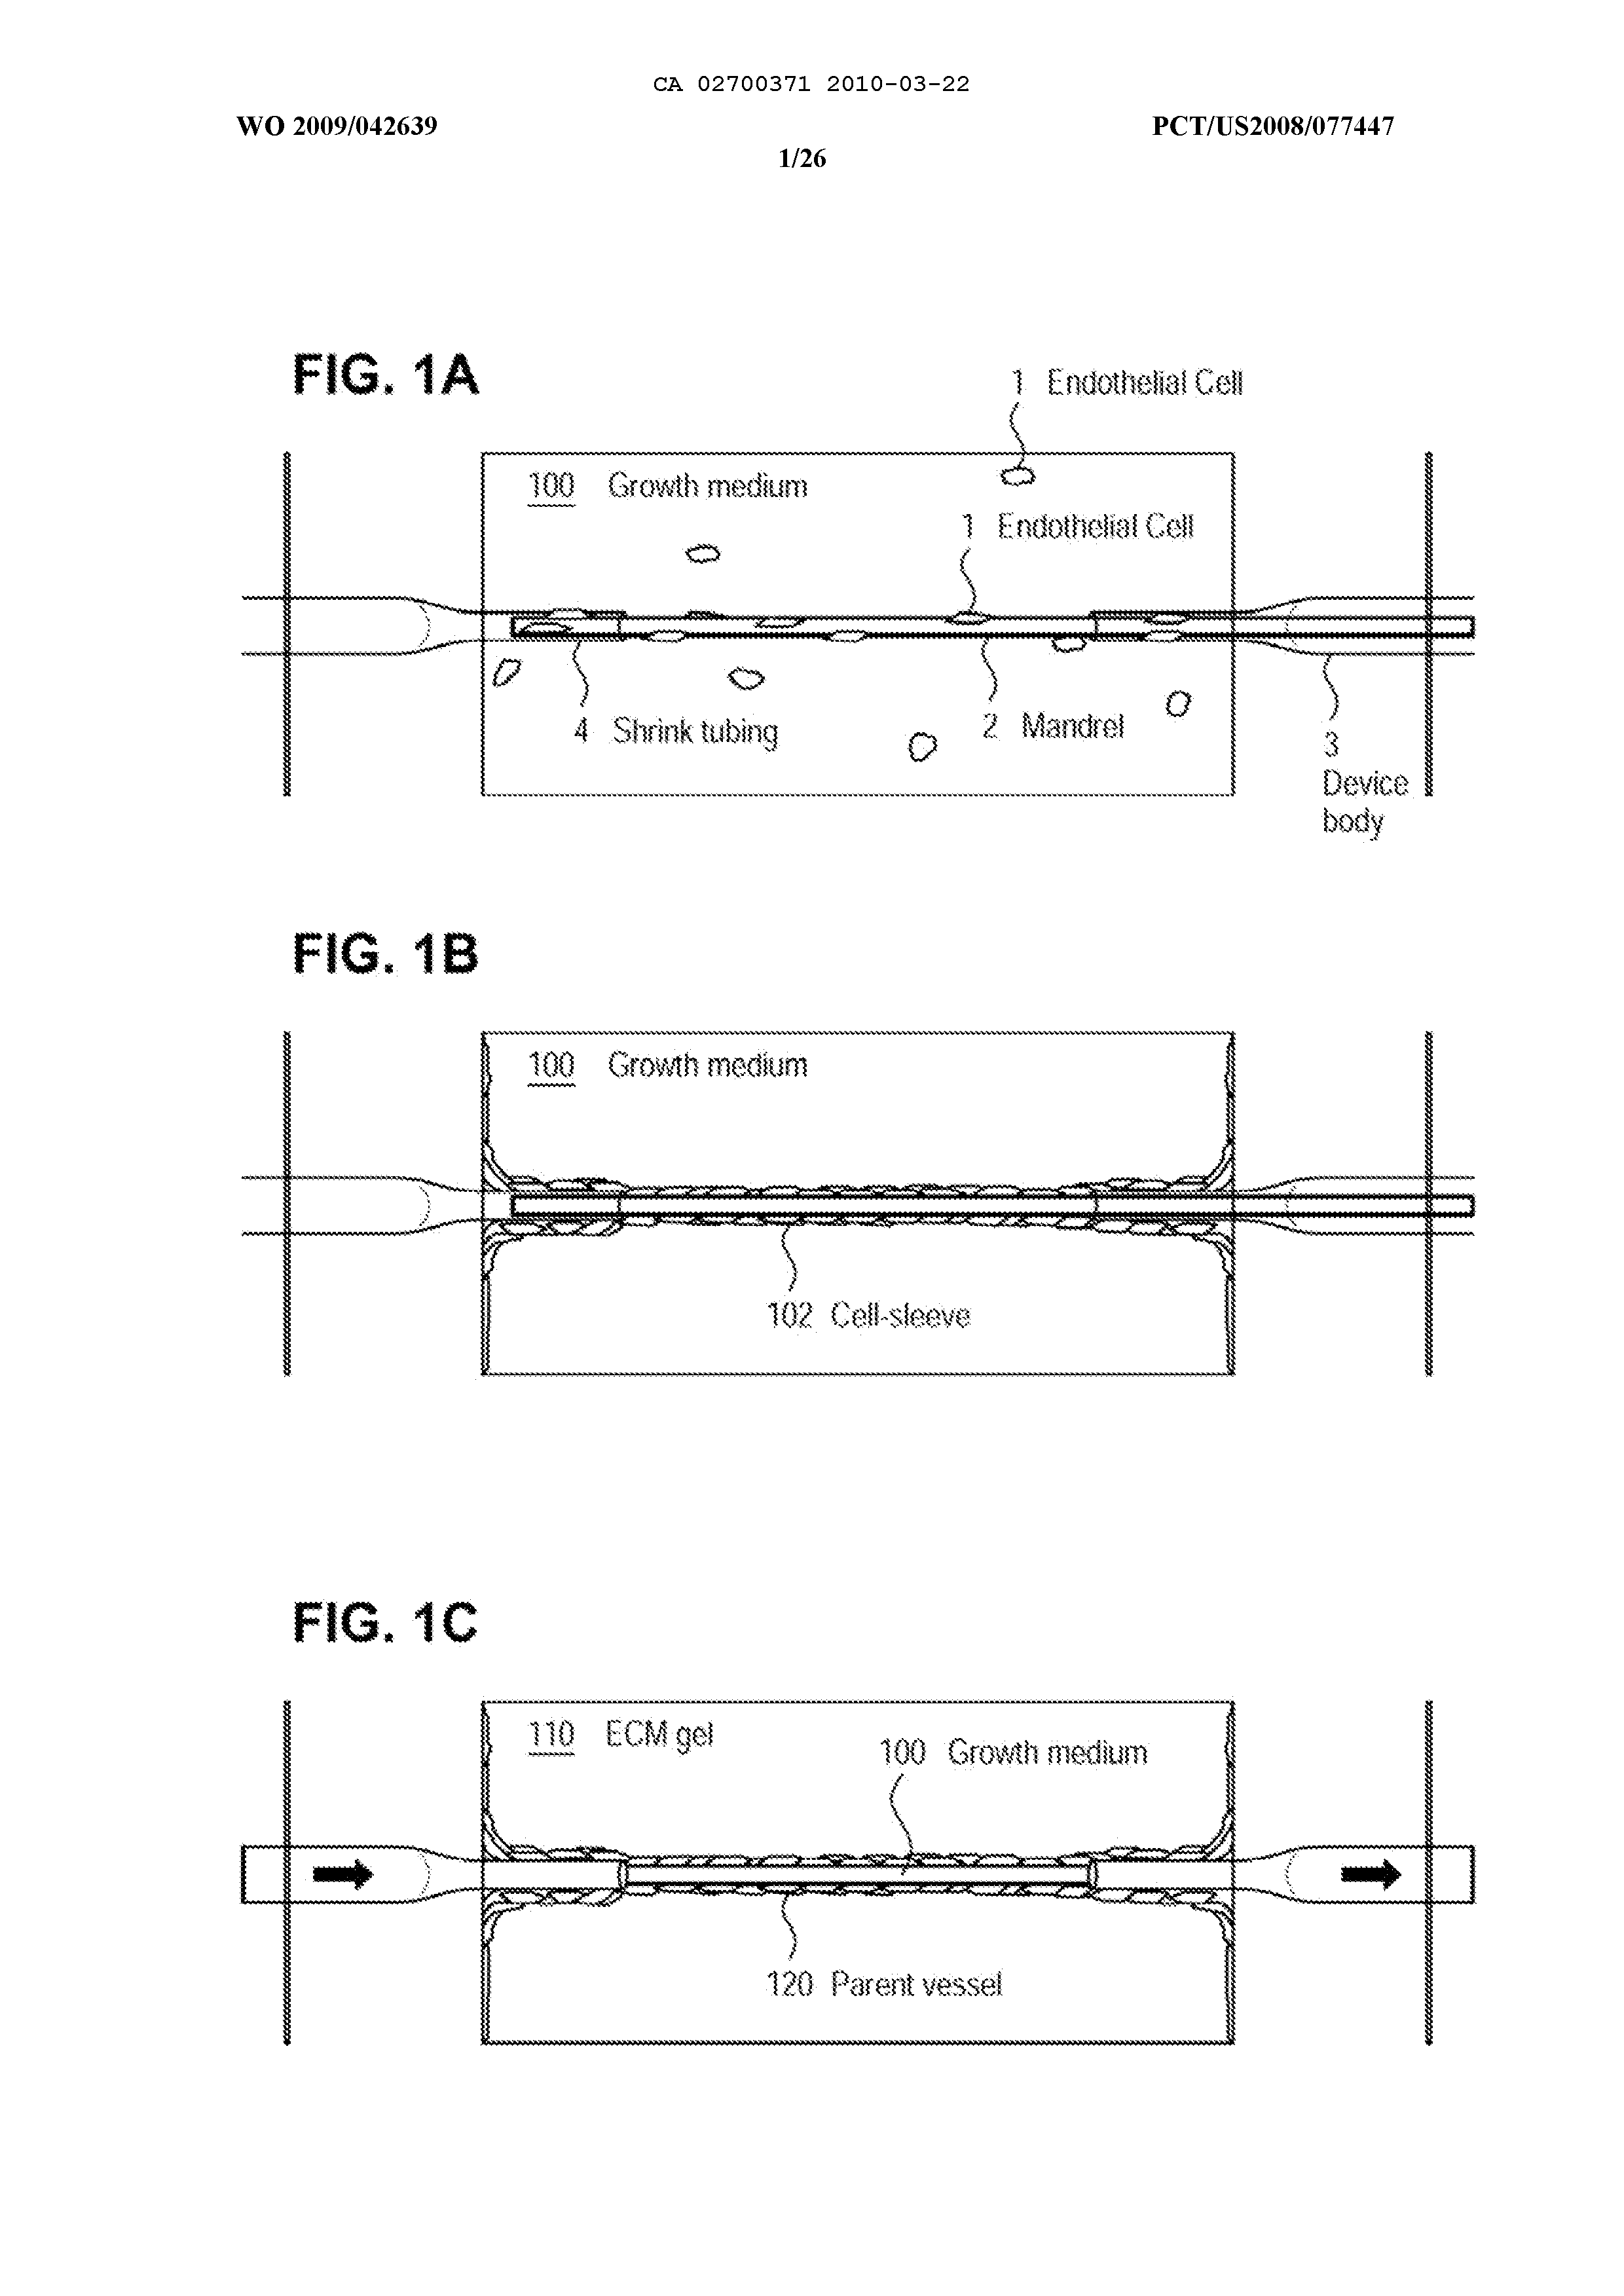 CA 02700371 2010-03-22
WO 2009/042639
PCT/US2008/077447
1/26
FIG. 1A
1 Endothelial Cell
100 Growth medium
1 Endothelial Cell
4 Shrink tubing
2 Mandrel
3
Device
body
FIG. 1B
100 Growth medium
102 Cell-sleeve
FIG. 1C
110 ECM gel
100 Growth medium
120 Parent vessel